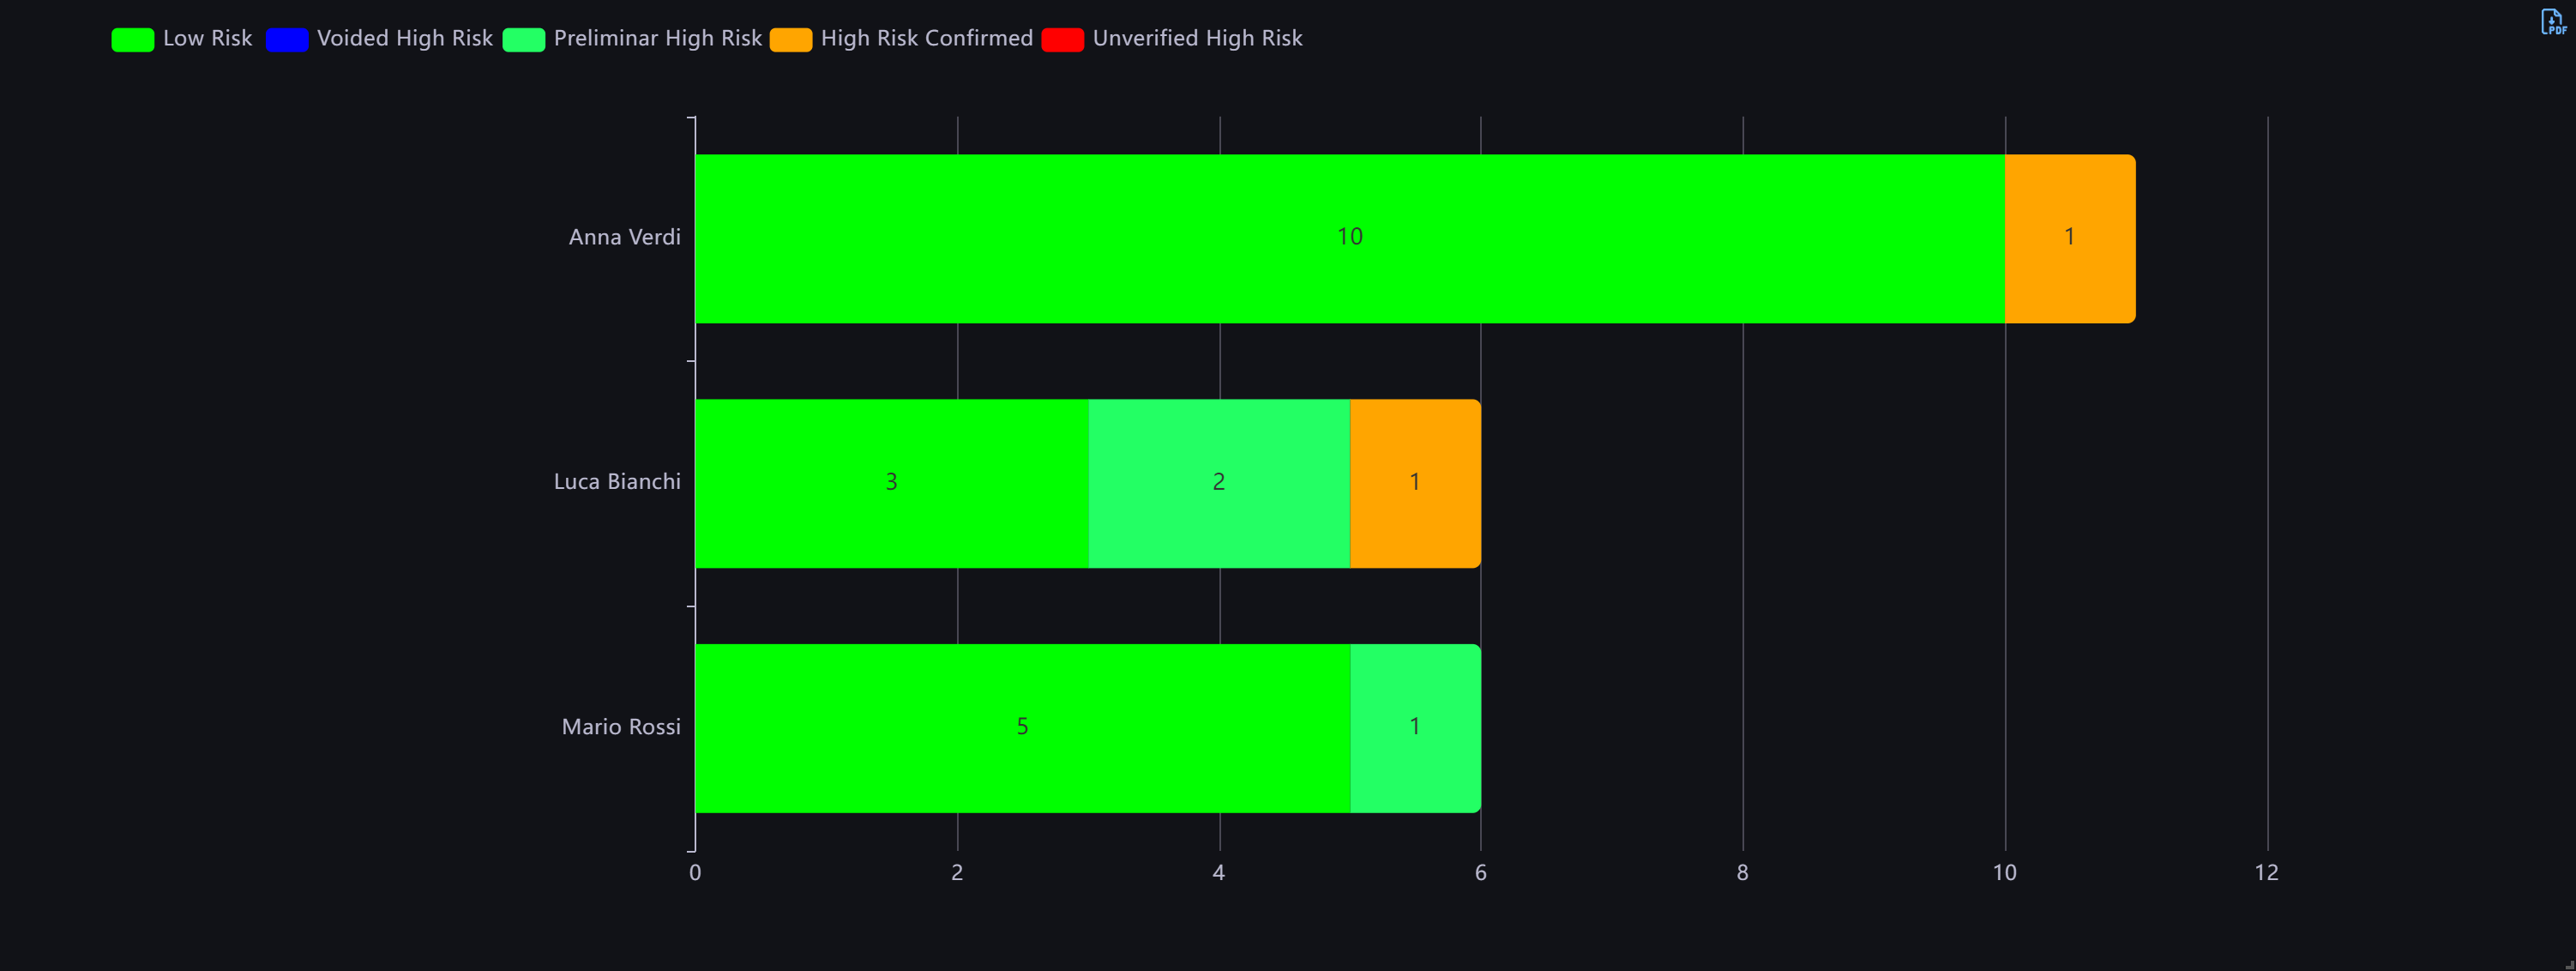 Low Risk Voided High Risk Preliminar High Risk High Risk Confirmed Unverified High Risk
PDF
Anna Verdi 10 1
Luca Bianchi 3 2 1
Mario Rossi 5 1
0 2 4 6 8 10 12